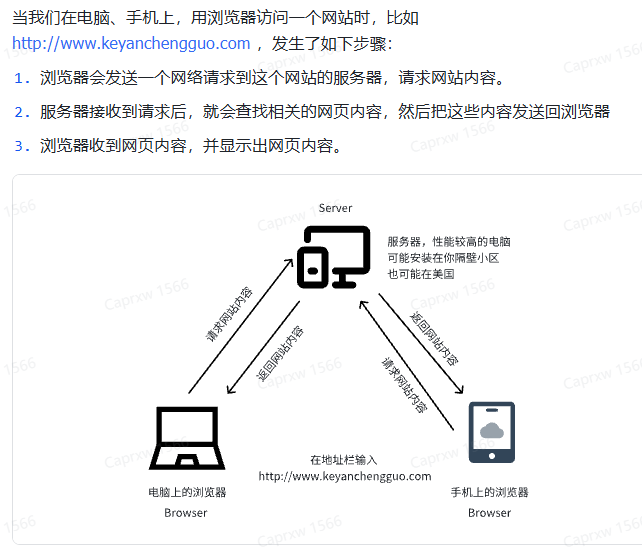 当我们在电脑、手机上，用浏览器访问一个网站时，比如
http://www.keyanchengguo.com ，发生了如下步骤：
1. 浏览器会发送一个网络请求到这个网站的服务器，请求网站内容。
2. 服务器接收到请求后，就会查找相关的网页内容，然后把这些内容发送回浏览器
3. 浏览器收到网页内容，并显示出网页内容。
Server
服务器，性能较高的电脑
可能安装在你隔壁小区
也可能在美国
请求网站内容
返回网站内容
返回网站内容
请求网站内容
在地址栏输入
http://www.keyanchengguo.com
电脑上的浏览器
Browser
手机上的浏览器
Browser
Caprxw 1566